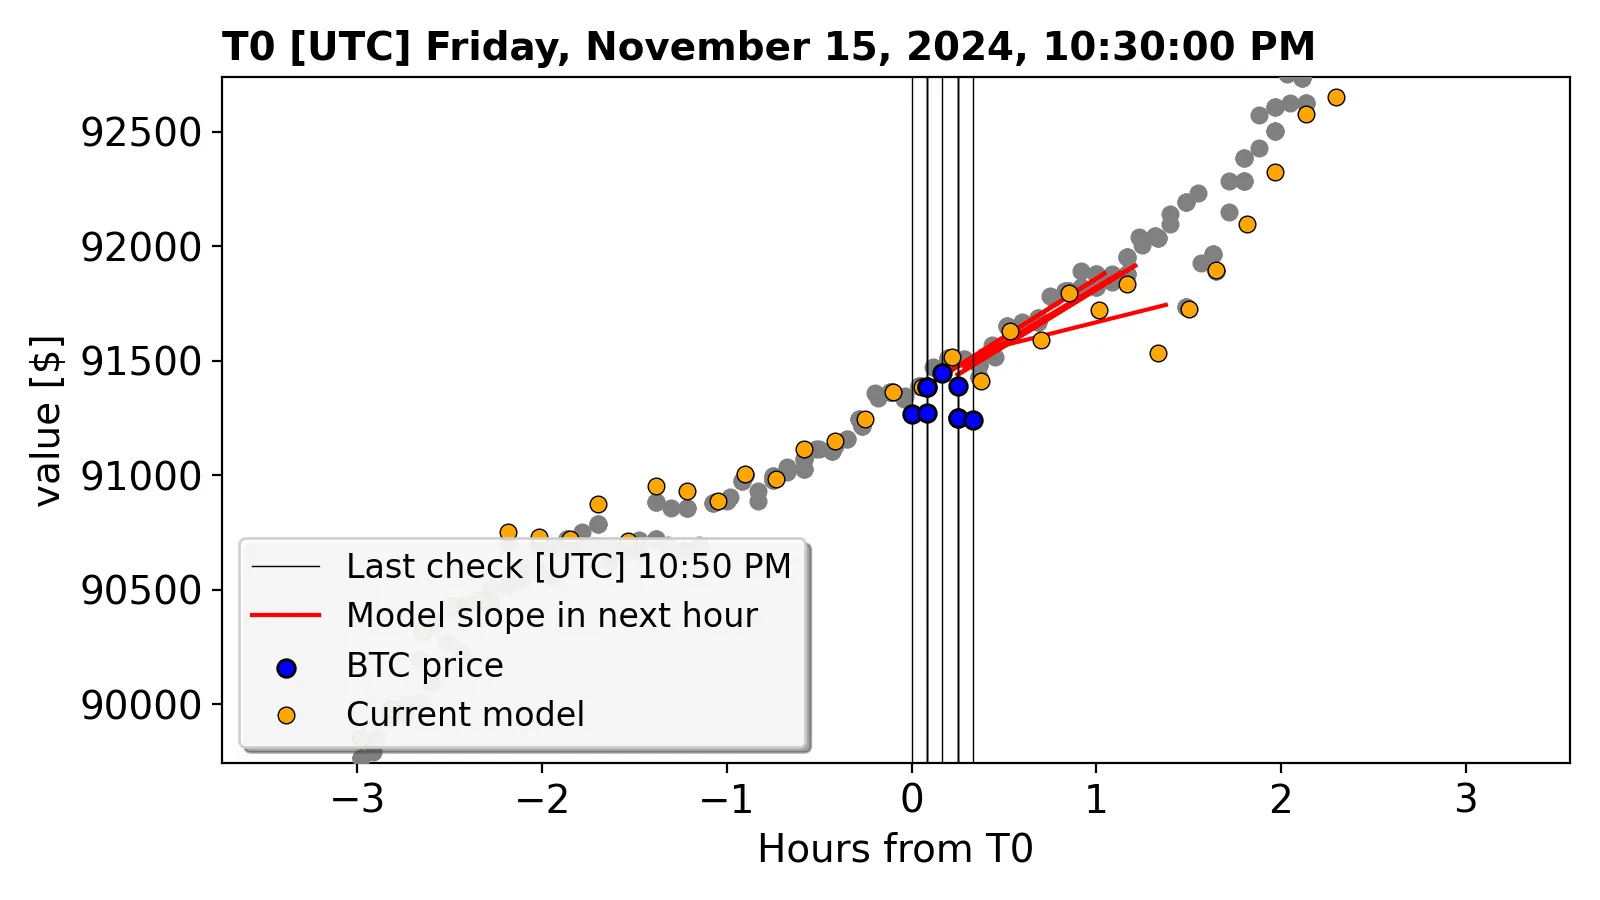 T0 [UTC] Friday, November 15, 2024, 10:30:00 PM
value [$]
92500
92000
91500
91000
90500
90000
Last check [UTC] 10:50 PM
Model slope in next hour
BTC price
Current model
−3 −2 −1 0 1 2 3
Hours from T0